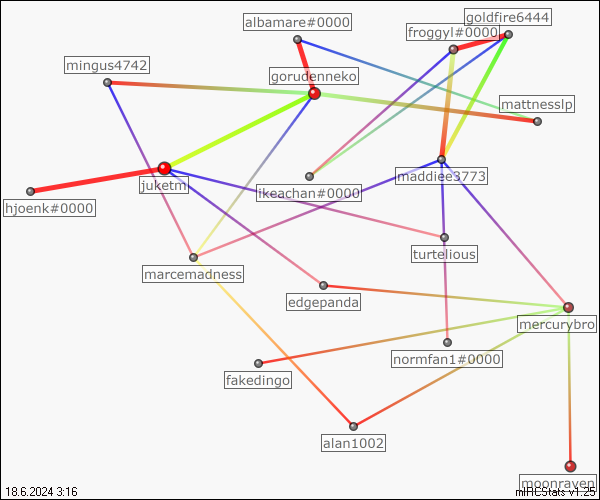 goldfire6444
albamare#0000
froggyl#0000
mingus4742
gorudenneko
mattnesslp
maddiee3773
juketm
ikeachan#0000
hjoenk#0000
turtelious
marcemadness
edgepanda
mercurybro
normfan1#0000
fakedingo
alan1002
moonraven
18.6.2024 3:16
mIRCStats v1.25